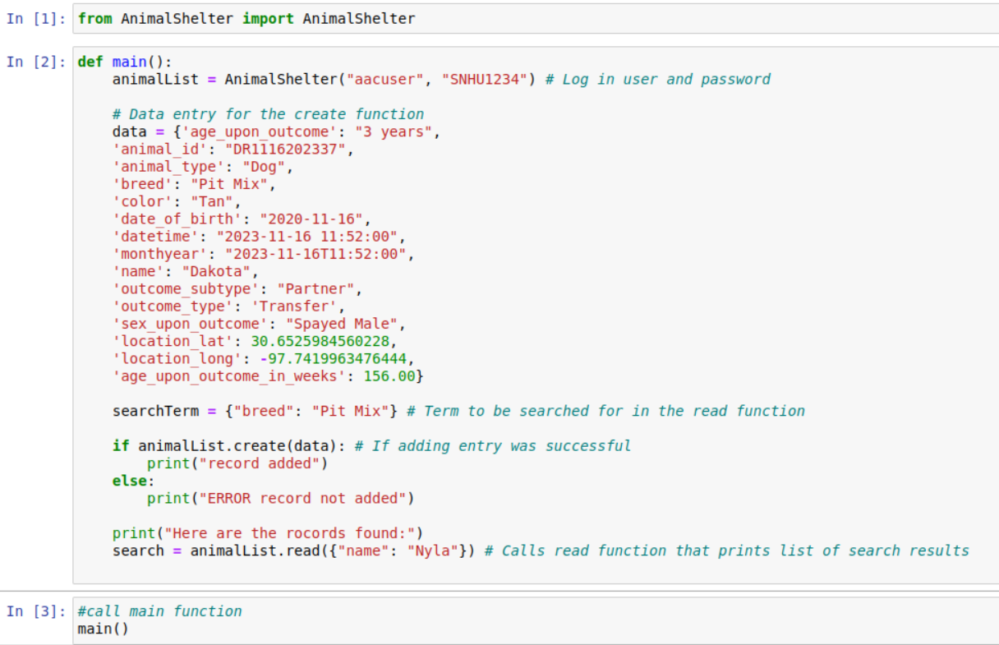 In [1]: from AnimalShelter import AnimalShelter
In [2]: def main():
    animalList = AnimalShelter("aacuser", "SNHU1234") # Log in user and password

    # Data entry for the create function
    data = {'age_upon_outcome': "3 years",
    'animal_id': "DR1116202337",
    'animal_type': "Dog",
    'breed': "Pit Mix",
    'color': "Tan",
    'date_of_birth': "2020-11-16",
    'datetime': "2023-11-16 11:52:00",
    'monthyear': "2023-11-16T11:52:00",
    'name': "Dakota",
    'outcome_subtype': "Partner",
    'outcome_type': 'Transfer',
    'sex_upon_outcome': "Spayed Male",
    'location_lat': 30.6525984560228,
    'location_long': -97.7419963476444,
    'age_upon_outcome_in_weeks': 156.00}

    searchTerm = {"breed": "Pit Mix"} # Term to be searched for in the read function

    if animalList.create(data): # If adding entry was successful
        print("record added")
    else:
        print("ERROR record not added")

    print("Here are the rocords found:")
    search = animalList.read({"name": "Nyla"}) # Calls read function that prints list of search results
In [3]: #call main function
main()